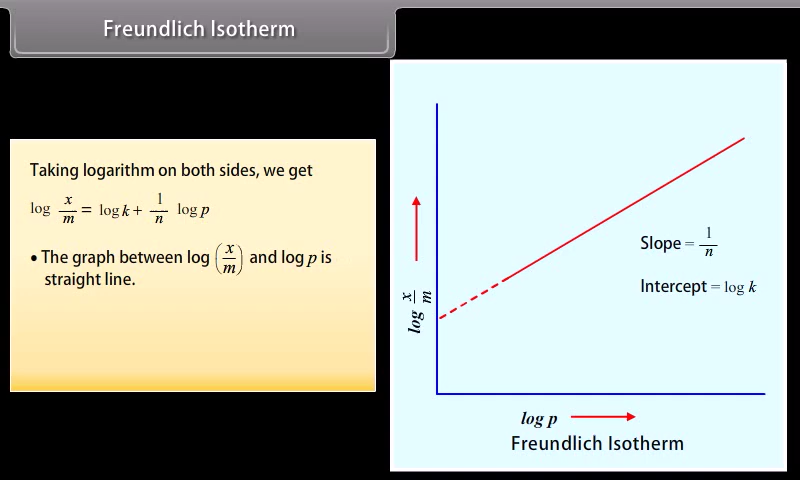 Freundlich Isotherm
Taking logarithm on both sides, we get
log x/m = log k + 1/n log p
• The graph between log (x/m) and log p is
straight line.
log x/m
Slope = 1/n
Intercept = log k
log p
Freundlich Isotherm